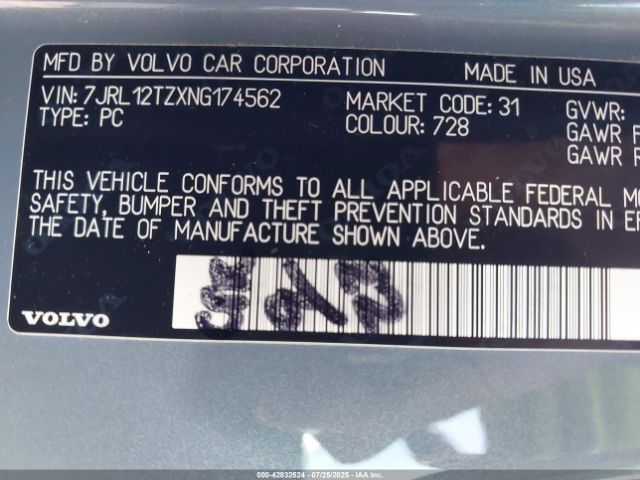 MFD BY VOLVO CAR CORPORATION MADE IN USA
VIN: 7JRL12TZXNG174562 MARKET CODE: 31 GVWR:
TYPE: PC COLOUR: 728 GAWR F
GAWR
THIS VEHICLE CONFORMS TO ALL APPLICABLE FEDERAL MO
SAFETY, BUMPER AND THEFT PREVENTION STANDARDS IN EF
THE DATE OF MANUFACTURE SHOWN ABOVE.
VOLVO
000-42832524 07/25/2025 IAA, Inc.